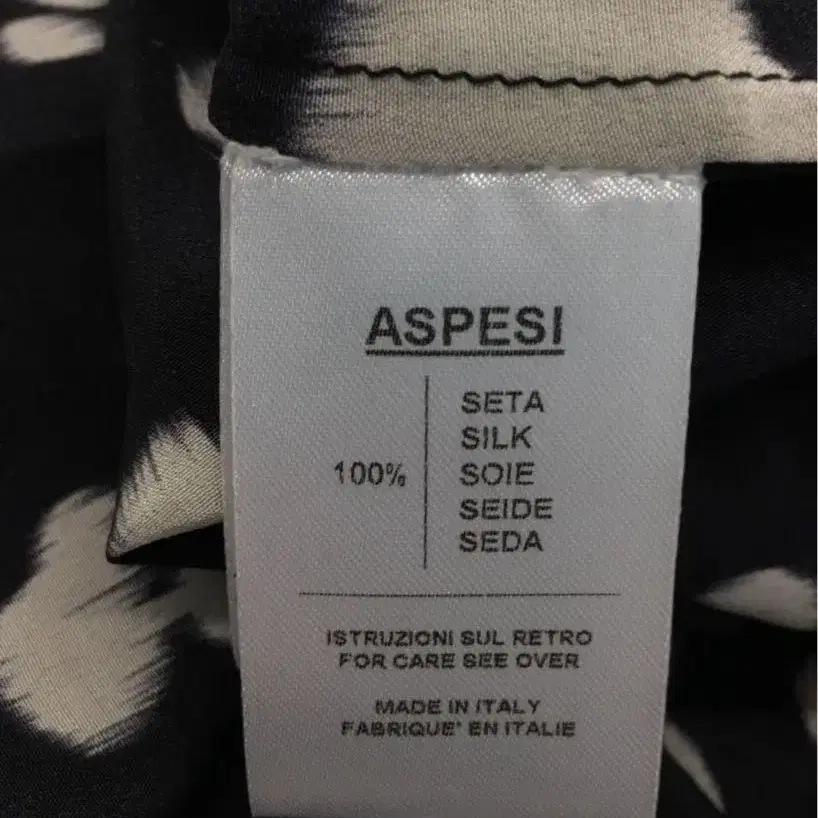 ASPESI
100%
SETA
SILK
SOIE
SEIDE
SEDA
ISTRUZIONI SUL RETRO
FOR CARE SEE OVER
MADE IN ITALY
FABRIQUE' EN ITALIE